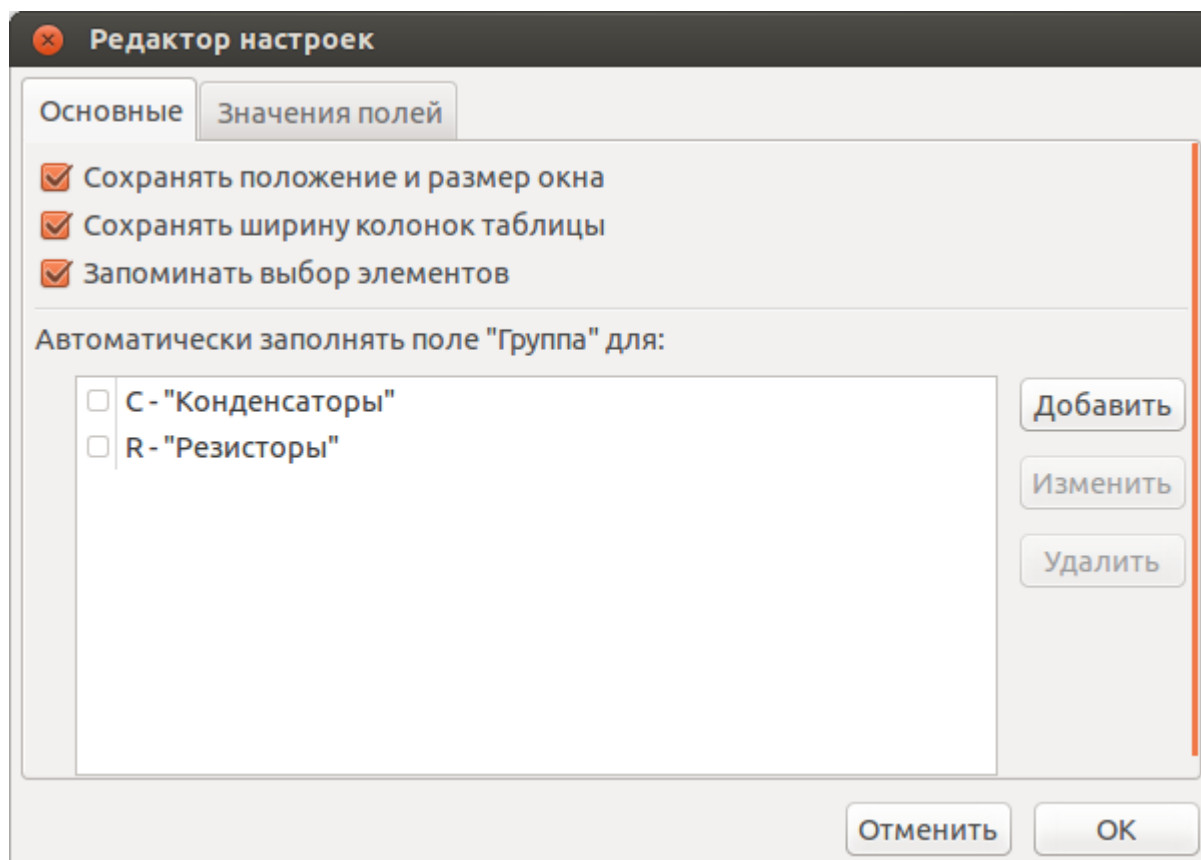 Редактор настроек
Основные Значения полей
Сохранять положение и размер окна
Сохранять ширину колонок таблицы
Запоминать выбор элементов
Автоматически заполнять поле "Группа" для:
C - "Конденсаторы"
R - "Резисторы"
Добавить
Изменить
Удалить
Отменить OK